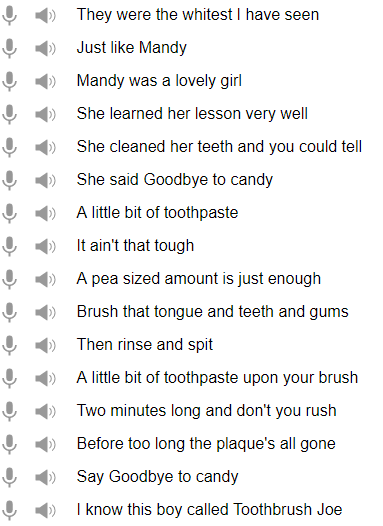 They were the whitest I have seen
Just like Mandy
Mandy was a lovely girl
She learned her lesson very well
She cleaned her teeth and you could tell
She said Goodbye to candy
A little bit of toothpaste
It ain't that tough
A pea sized amount is just enough
Brush that tongue and teeth and gums
Then rinse and spit
A little bit of toothpaste upon your brush
Two minutes long and don't you rush
Before too long the plaque's all gone
Say Goodbye to candy
I know this boy called Toothbrush Joe